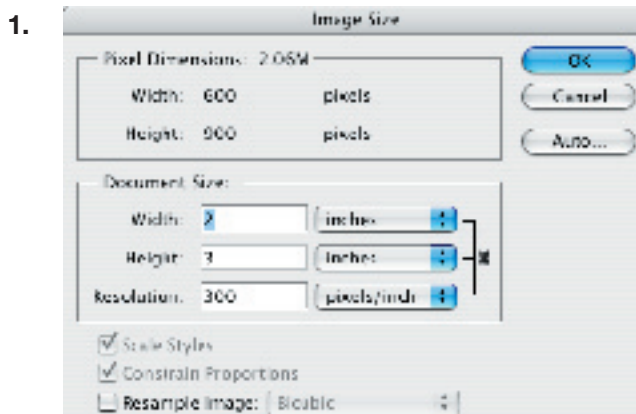 1.
Image Size
Pixel Dimensions: 2.06M
Width: 600 pixels
Height: 900 pixels
OK
Cancel
Auto...
Document Size:
Width: 2 inches
Height: 3 inches
Resolution: 300 pixels/inch
Scale Styles
Constrain Proportions
Resample Image: Bicubic